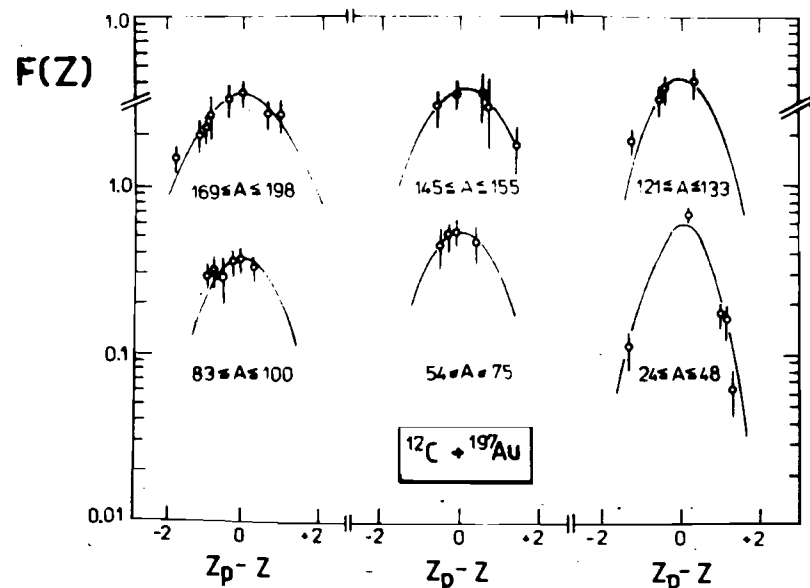 1.0
F(Z)
169 ≤ A ≤ 198
145 ≤ A ≤ 155
121 ≤ A ≤ 133
1.0
83 ≤ A ≤ 100
54 ≤ A ≤ 75
24 ≤ A ≤ 48
0.1
¹²C + ¹⁹⁷Au
0.01
-2 0 +2 -2 0 +2 -2 0 +2
Zp - Z Zp - Z Zp - Z